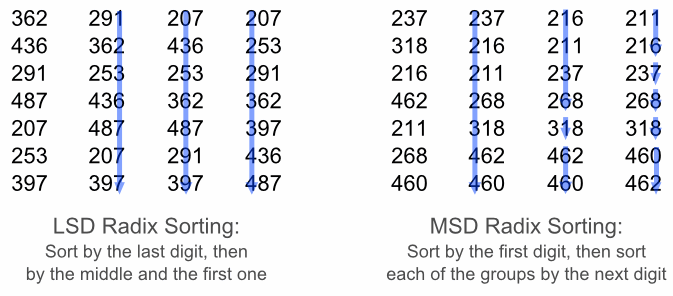 362 291 207 207 237 237 216 211
436 362 436 253 318 216 211 216
291 253 253 291 216 211 237 237
487 436 362 362 462 268 268 268
207 487 487 397 211 318 318 318
253 207 291 436 268 462 462 460
397 397 397 487 460 460 460 462
LSD Radix Sorting:
Sort by the last digit, then
by the middle and the first one
MSD Radix Sorting:
Sort by the first digit, then sort
each of the groups by the next digit